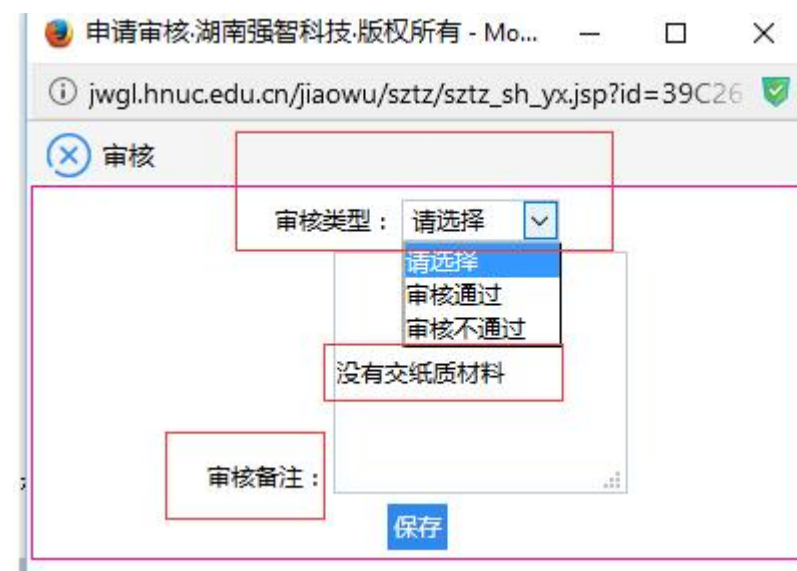 申请审核·湖南强智科技·版权所有 - Mo...
jwgl.hnuc.edu.cn/jiaowu/sztz/sztz_sh_yx.jsp?id=39C26
审核
审核类型： 请选择
请选择
审核通过
审核不通过
没有交纸质材料
审核备注：
保存